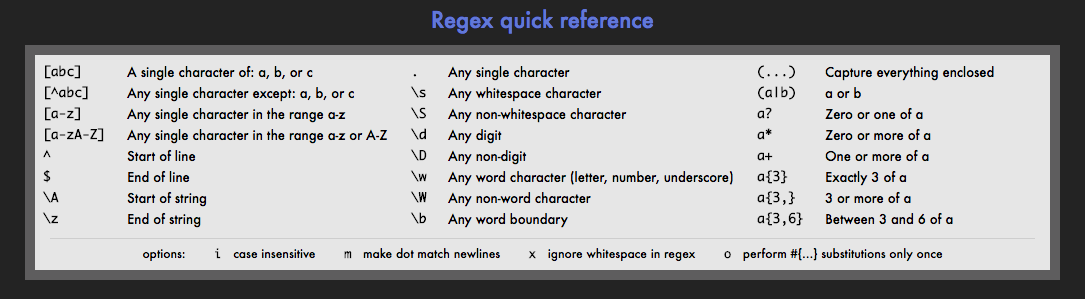 Regex quick reference
[abc] A single character of: a, b, or c . Any single character (...) Capture everything enclosed
[^abc] Any single character except: a, b, or c \s Any whitespace character (a|b) a or b
[a-z] Any single character in the range a-z \S Any non-whitespace character a? Zero or one of a
[a-zA-Z] Any single character in the range a-z or A-Z \d Any digit a* Zero or more of a
^ Start of line \D Any non-digit a+ One or more of a
$ End of line \w Any word character (letter, number, underscore) a{3} Exactly 3 of a
\A Start of string \W Any non-word character a{3,} 3 or more of a
\z End of string \b Any word boundary a{3,6} Between 3 and 6 of a
options: i case insensitive m make dot match newlines x ignore whitespace in regex o perform #{...} substitutions only once